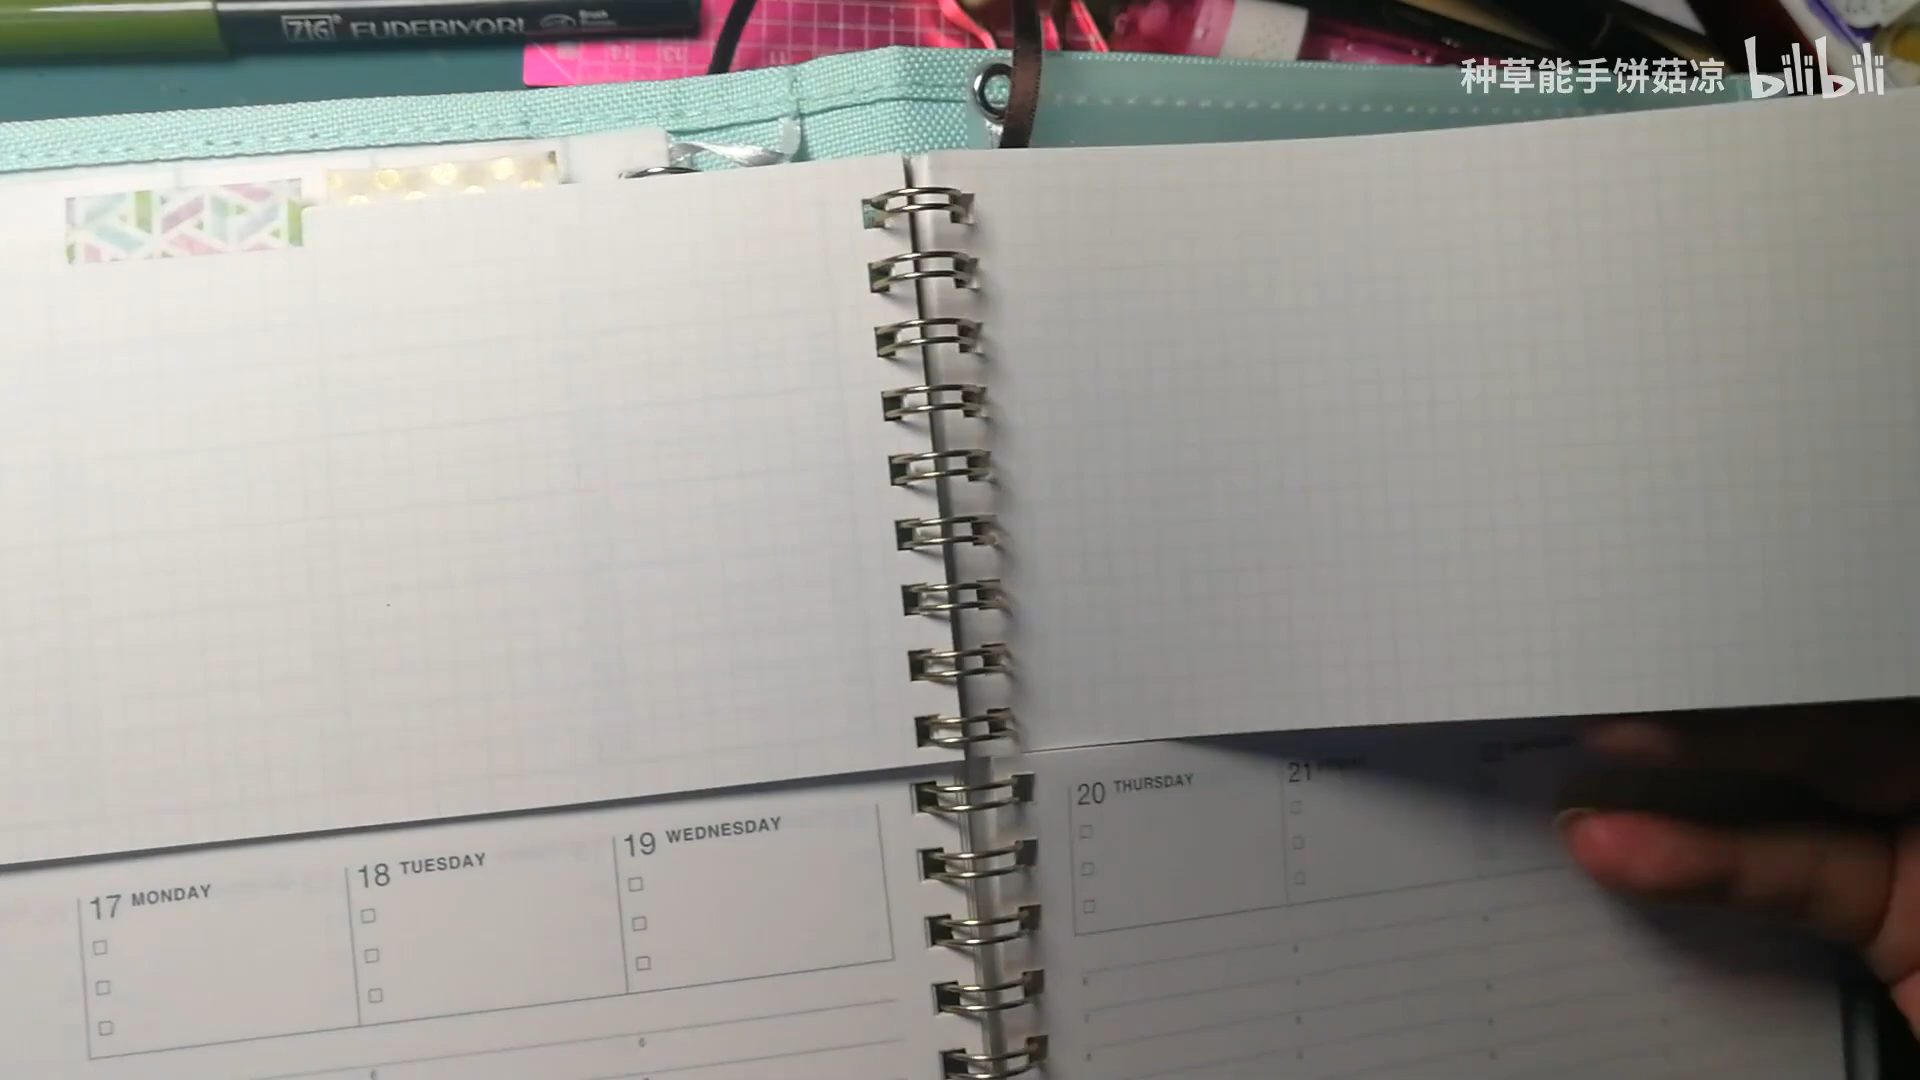 ZIG FUDEBIYORI
种草能手饼菇凉 bilibili
17 MONDAY
18 TUESDAY
19 WEDNESDAY
20 THURSDAY
21